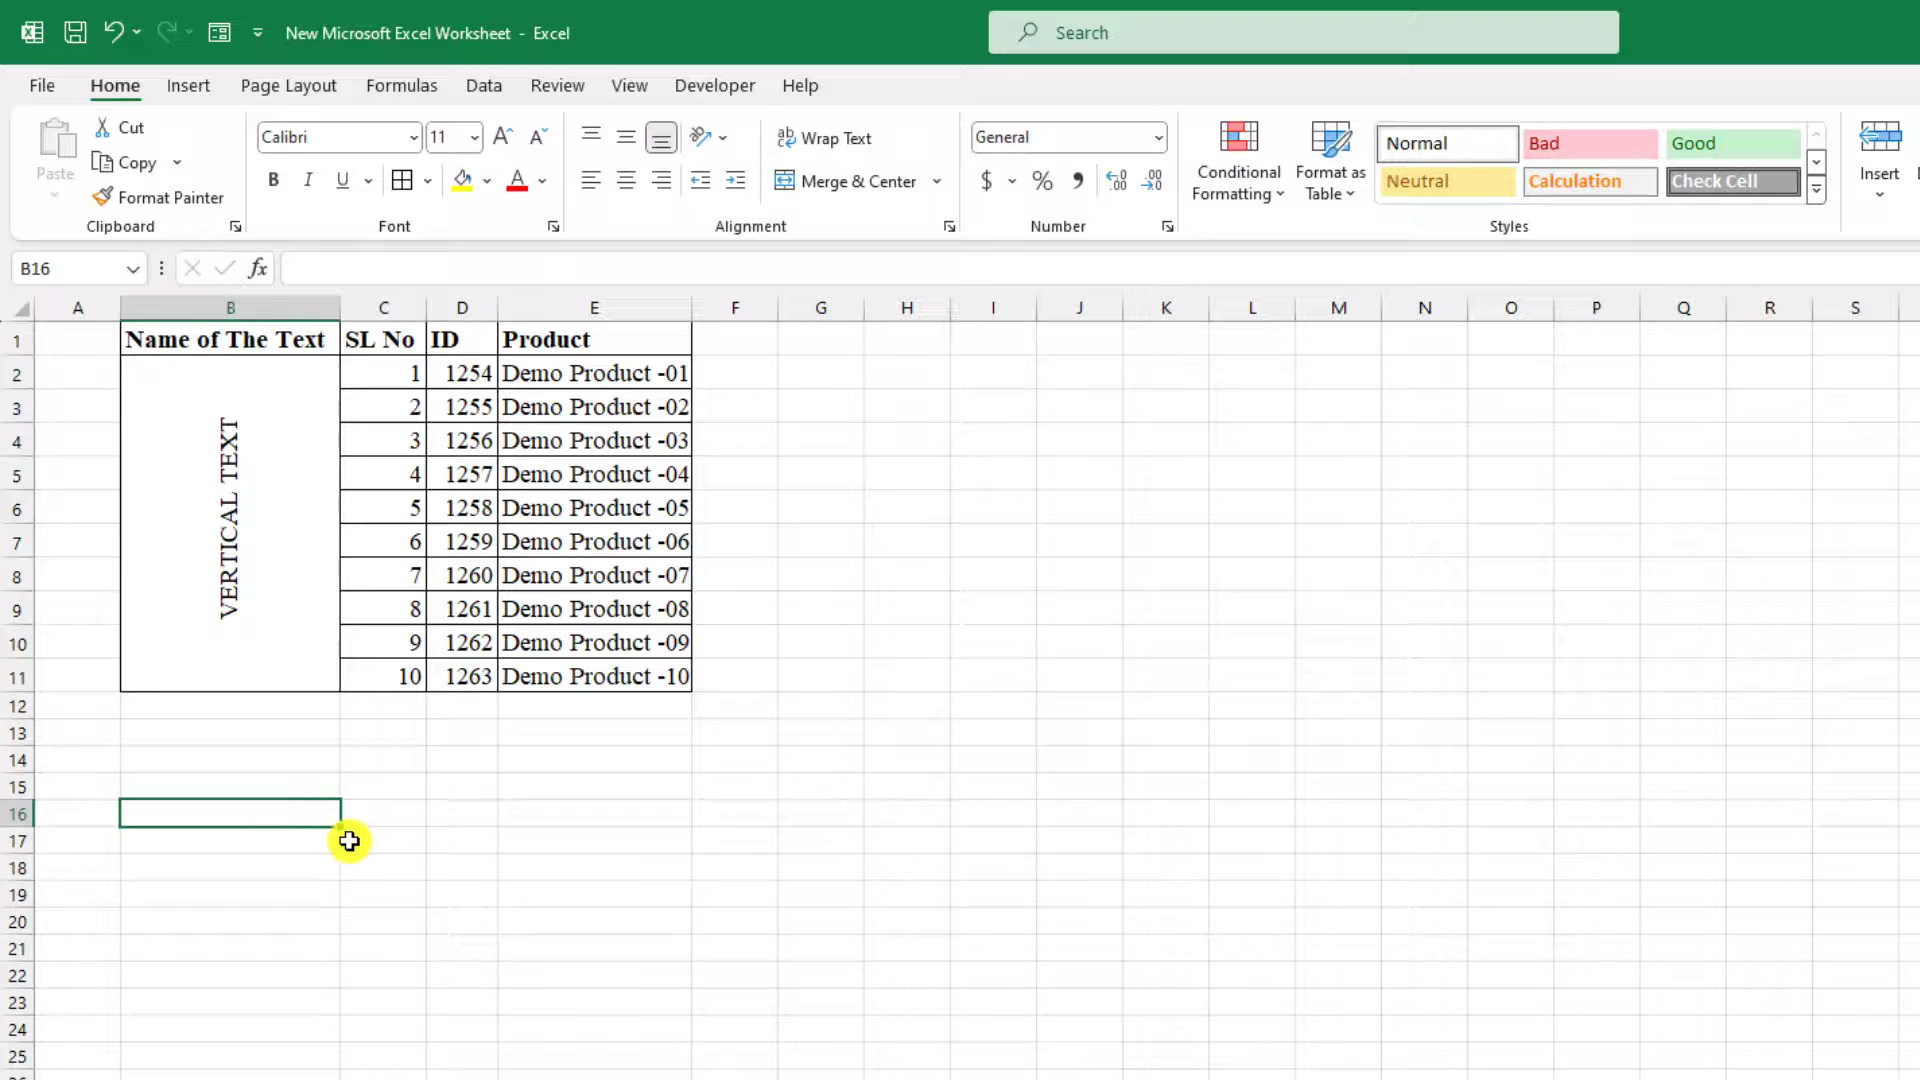 New Microsoft Excel Worksheet - Excel
Search
File Home Insert Page Layout Formulas Data Review View Developer Help
Paste
Cut
Copy
Format Painter
Clipboard
Calibri 11
B I U A
Font
Wrap Text
Merge & Center
Alignment
General
$ % 9 .00
Number
Conditional Formatting
Format as Table
Normal Bad Good
Neutral Calculation Check Cell
Styles
Insert
B16 fx
A B C D E F G H I J K L M N O P Q R S
1 Name of The Text SL No ID Product
2 1 1254 Demo Product -01
3 2 1255 Demo Product -02
4 3 1256 Demo Product -03
5 4 1257 Demo Product -04
6 5 1258 Demo Product -05
7 6 1259 Demo Product -06
8 7 1260 Demo Product -07
9 8 1261 Demo Product -08
10 9 1262 Demo Product -09
11 10 1263 Demo Product -10
VERTICAL TEXT
12
13
14
15
16
17
18
19
20
21
22
23
24
25